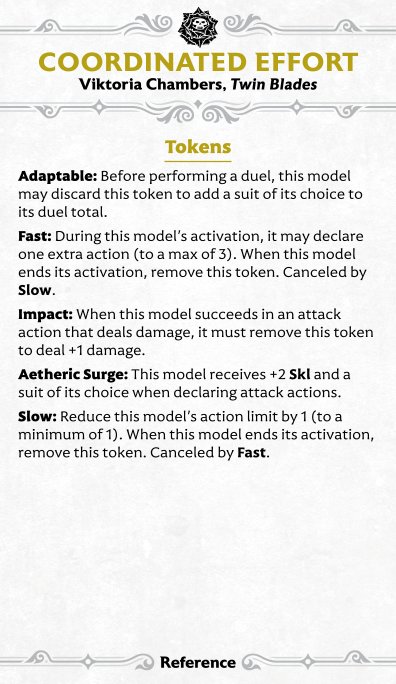 COORDINATED EFFORT
Viktoria Chambers, Twin Blades
Tokens
Adaptable: Before performing a duel, this model
may discard this token to add a suit of its choice to
its duel total.
Fast: During this model's activation, it may declare
one extra action (to a max of 3). When this model
ends its activation, remove this token. Canceled by
Slow.
Impact: When this model succeeds in an attack
action that deals damage, it must remove this token
to deal +1 damage.
Aetheric Surge: This model receives +2 Skl and a
suit of its choice when declaring attack actions.
Slow: Reduce this model's action limit by 1 (to a
minimum of 1). When this model ends its activation,
remove this token. Canceled by Fast.
Reference